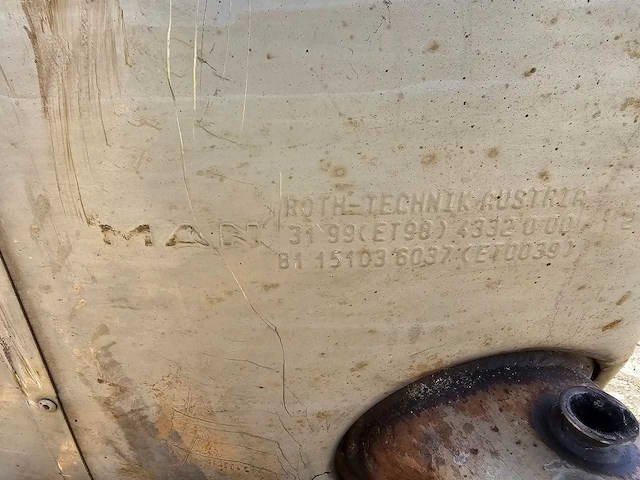 ROTH-TECHNIK AUSTRIA
MAN 31 99(ET98) 4332 0 00
81 15103 6037 (ET0039)